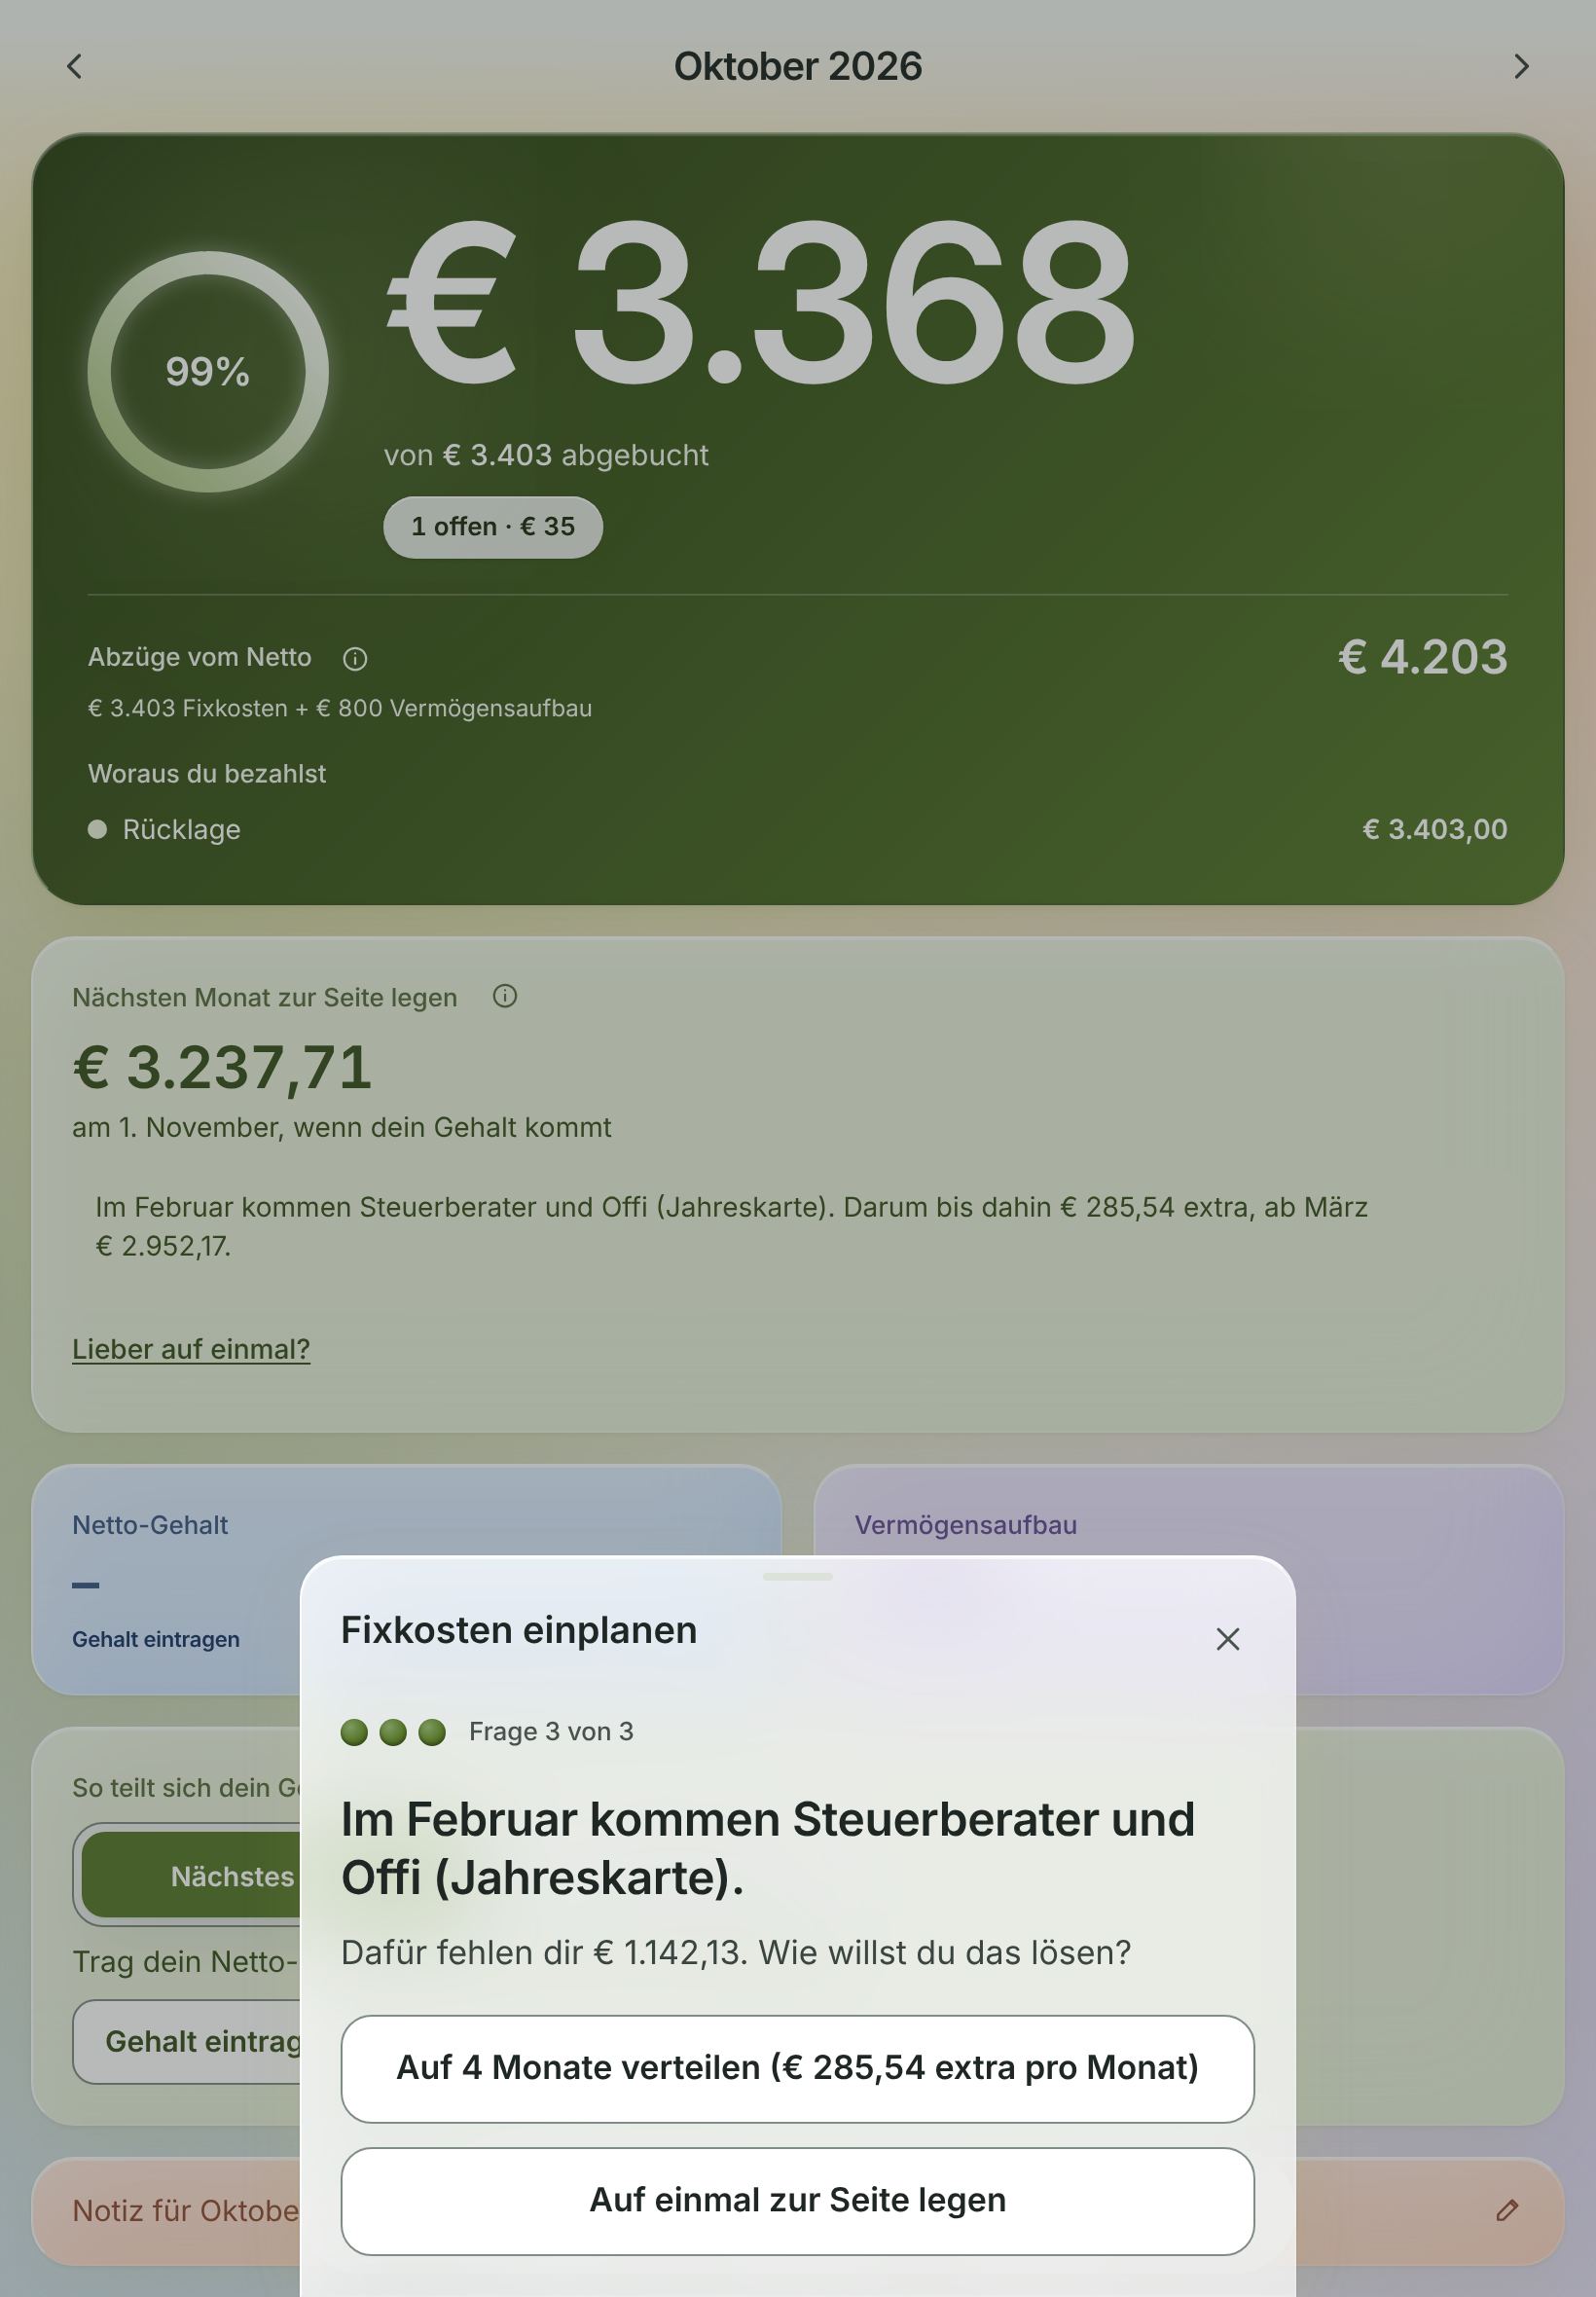 Oktober 2026
99%
€ 3.368
von € 3.403 abgebucht
1 offen · € 35
Abzüge vom Netto
€ 4.203
€ 3.403 Fixkosten + € 800 Vermögensaufbau
Woraus du bezahlst
Rücklage
€ 3.403,00
Nächsten Monat zur Seite legen
€ 3.237,71
am 1. November, wenn dein Gehalt kommt
Im Februar kommen Steuerberater und Offi (Jahreskarte). Darum bis dahin € 285,54 extra, ab März
€ 2.952,17.
Lieber auf einmal?
Netto-Gehalt
–
Gehalt eintragen
Vermögensaufbau
So teilt sich dein
Nächstes
Trag dein Netto-
Gehalt
Notiz für
Fixkosten einplanen
Frage 3 von 3
Im Februar kommen Steuerberater und
Offi (Jahreskarte).
Dafür fehlen dir € 1.142,13. Wie willst du das lösen?
Auf 4 Monate verteilen (€ 285,54 extra pro Monat)
Auf einmal zur Seite legen